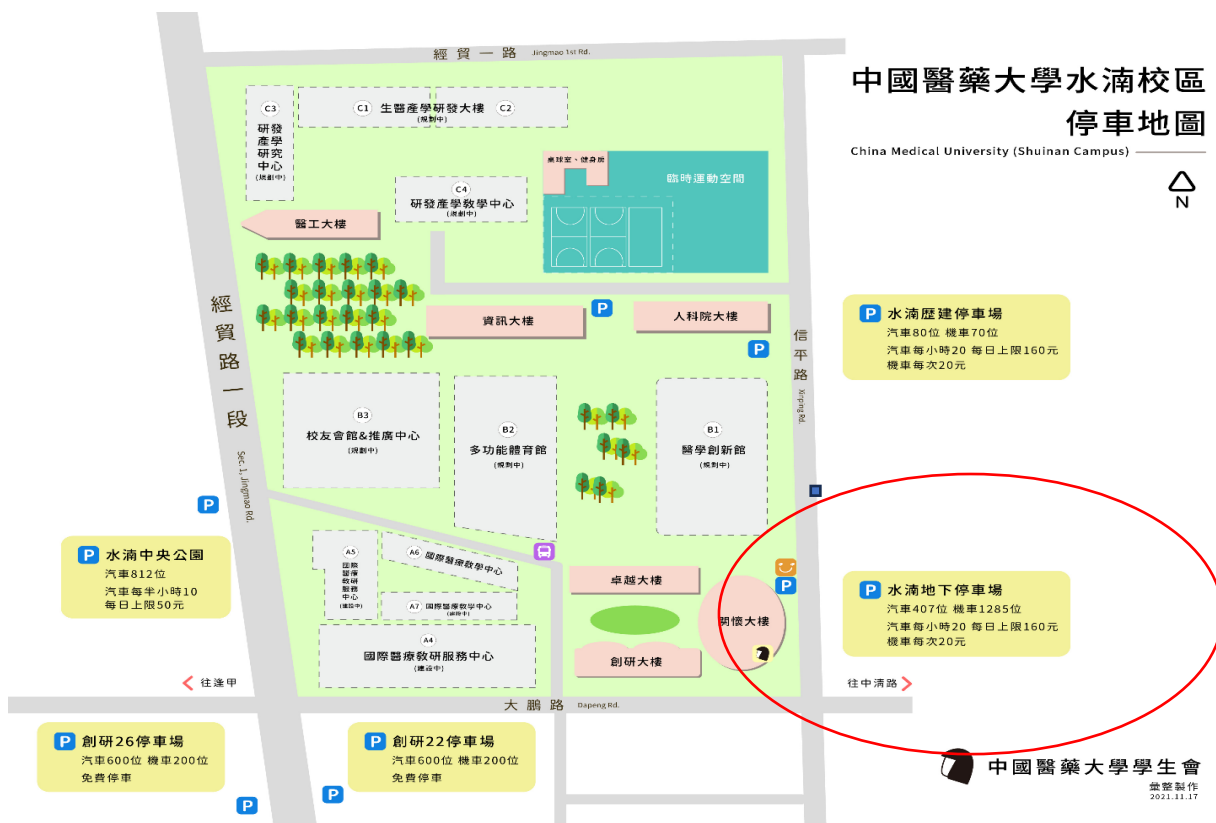 經貿一路 Jingmao 1st Rd.
中國醫藥大學水湳校區
停車地圖
China Medical University (Shuinan Campus)
N
C3
研發
產學
研究
中心
(規劃中)
C1 生醫產學研發大樓 C2
(規劃中)
桌球室、健身房
臨時運動空間
C4
研發產學教學中心
(規劃中)
醫工大樓
經貿路一段
Sec. 1, Jingmao Rd.
資訊大樓
P
人科院大樓
P
信平路
Xinping Rd.
P 水湳歷建停車場
汽車80位 機車70位
汽車每小時20 每日上限160元
機車每次20元
B3
校友會館&推廣中心
(規劃中)
B2
多功能體育館
(規劃中)
B1
醫學創新館
(規劃中)
P
P 水湳中央公園
汽車812位
汽車每半小時10
每日上限50元
A5
國際
醫療
教研
服務
中心
(建設中)
A6 國際醫療教學中心
A7 國際醫療教學中心
A4
國際醫療教研服務中心
(建設中)
卓越大樓
關懷大樓
創研大樓
P
P 水湳地下停車場
汽車407位 機車1285位
汽車每小時20 每日上限160元
機車每次20元
往逢甲
往中清路
大鵬路 Dapeng Rd.
P 創研26停車場
汽車600位 機車200位
免費停車
P
P 創研22停車場
汽車600位 機車200位
免費停車
P
中國醫藥大學學生會
彙整製作
2021.11.17